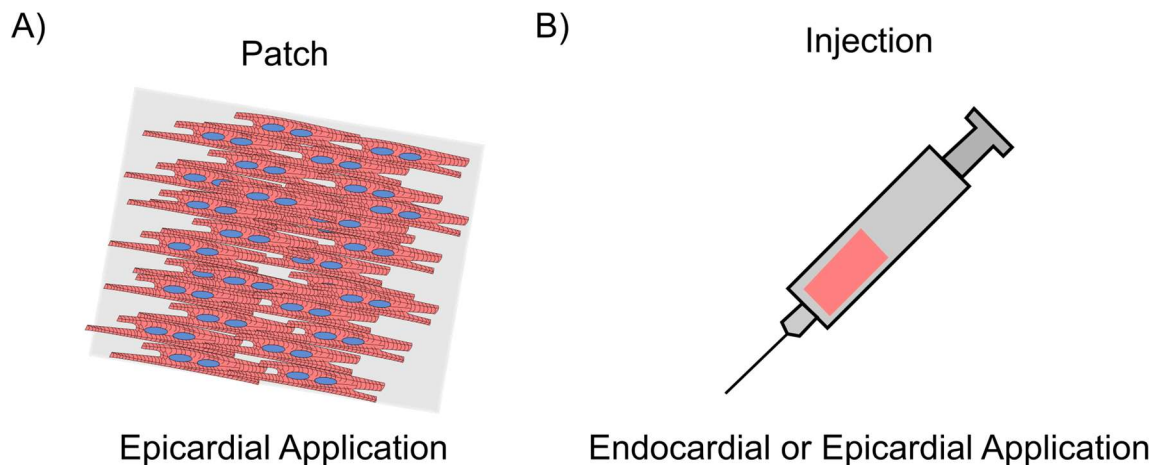 A)
Patch
Epicardial Application
B)
Injection
Endocardial or Epicardial Application